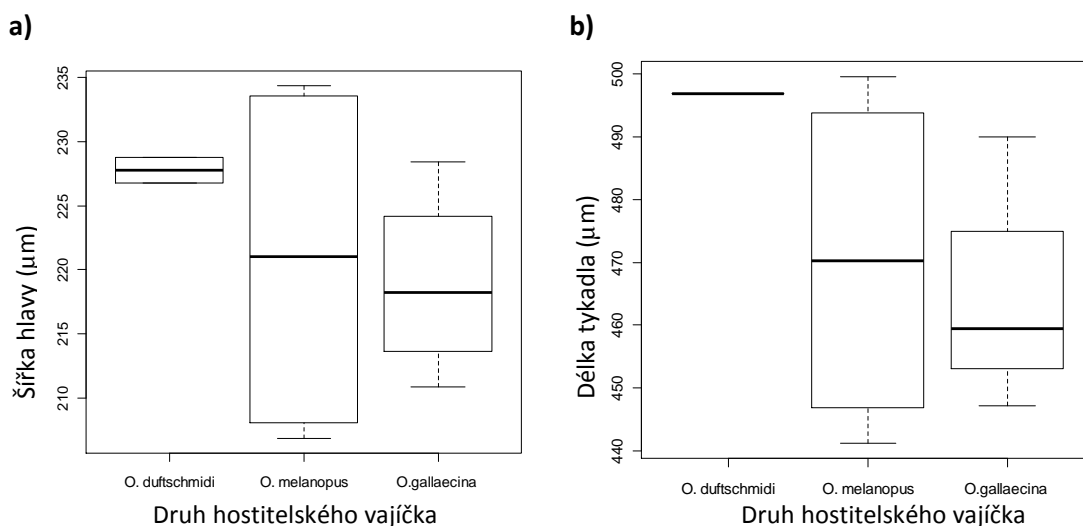 a)
Šířka hlavy (μm)
235
230
225
220
215
210
O. duftschmidi O. melanopus O.gallaecina
Druh hostitelského vajíčka
b)
Délka tykadla (μm)
500
490
480
470
460
450
440
O. duftschmidi O. melanopus O.gallaecina
Druh hostitelského vajíčka